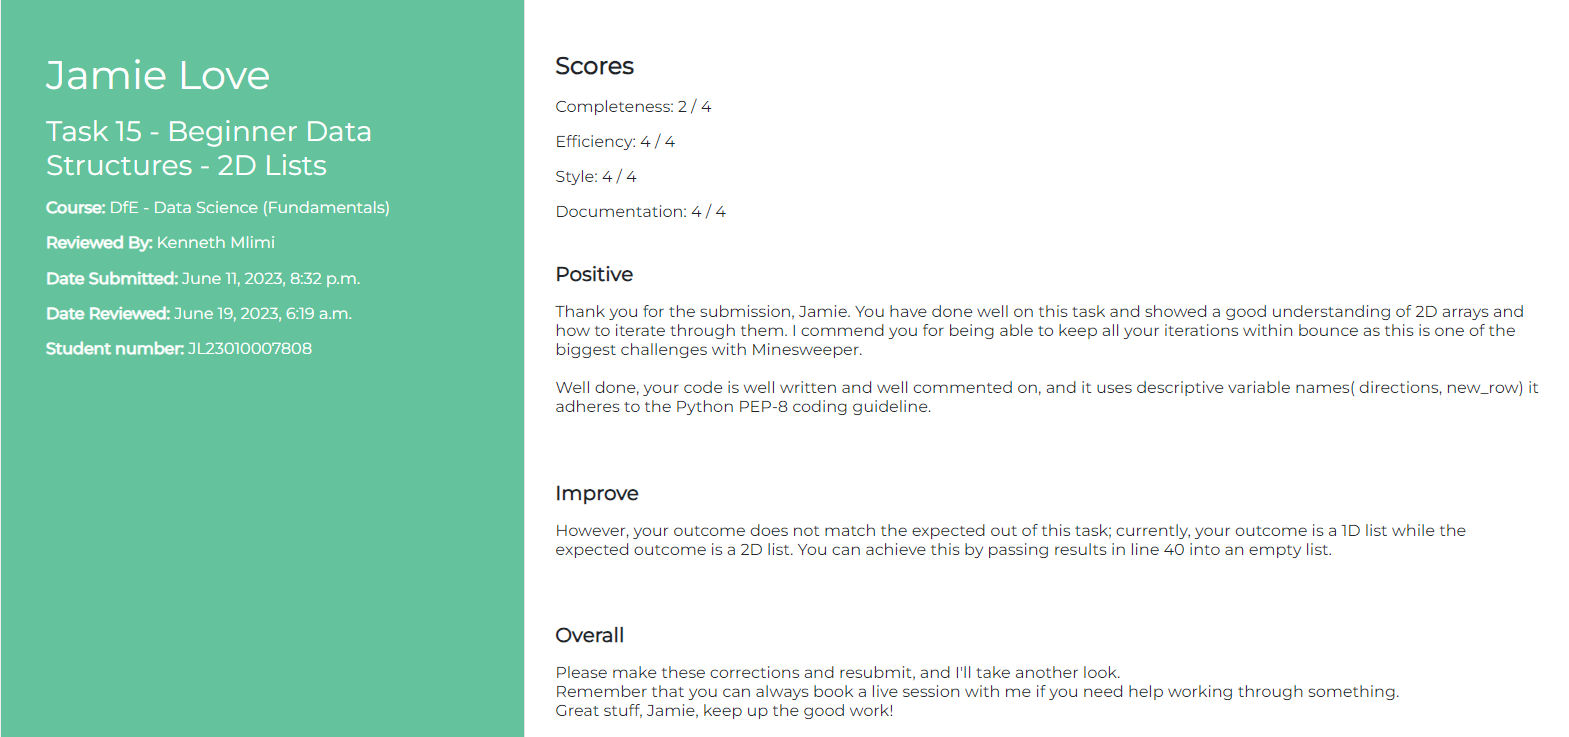 Jamie Love
Task 15 - Beginner Data
Structures - 2D Lists
Course: DfE - Data Science (Fundamentals)
Reviewed By: Kenneth Mlimi
Date Submitted: June 11, 2023, 8:32 p.m.
Date Reviewed: June 19, 2023, 6:19 a.m.
Student number: JL23010007808
Scores
Completeness: 2 / 4
Efficiency: 4 / 4
Style: 4 / 4
Documentation: 4 / 4
Positive
Thank you for the submission, Jamie. You have done well on this task and showed a good understanding of 2D arrays and
how to iterate through them. I commend you for being able to keep all your iterations within bounce as this is one of the
biggest challenges with Minesweeper.
Well done, your code is well written and well commented on, and it uses descriptive variable names( directions, new_row) it
adheres to the Python PEP-8 coding guideline.
Improve
However, your outcome does not match the expected out of this task; currently, your outcome is a 1D list while the
expected outcome is a 2D list. You can achieve this by passing results in line 40 into an empty list.
Overall
Please make these corrections and resubmit, and I'll take another look.
Remember that you can always book a live session with me if you need help working through something.
Great stuff, Jamie, keep up the good work!